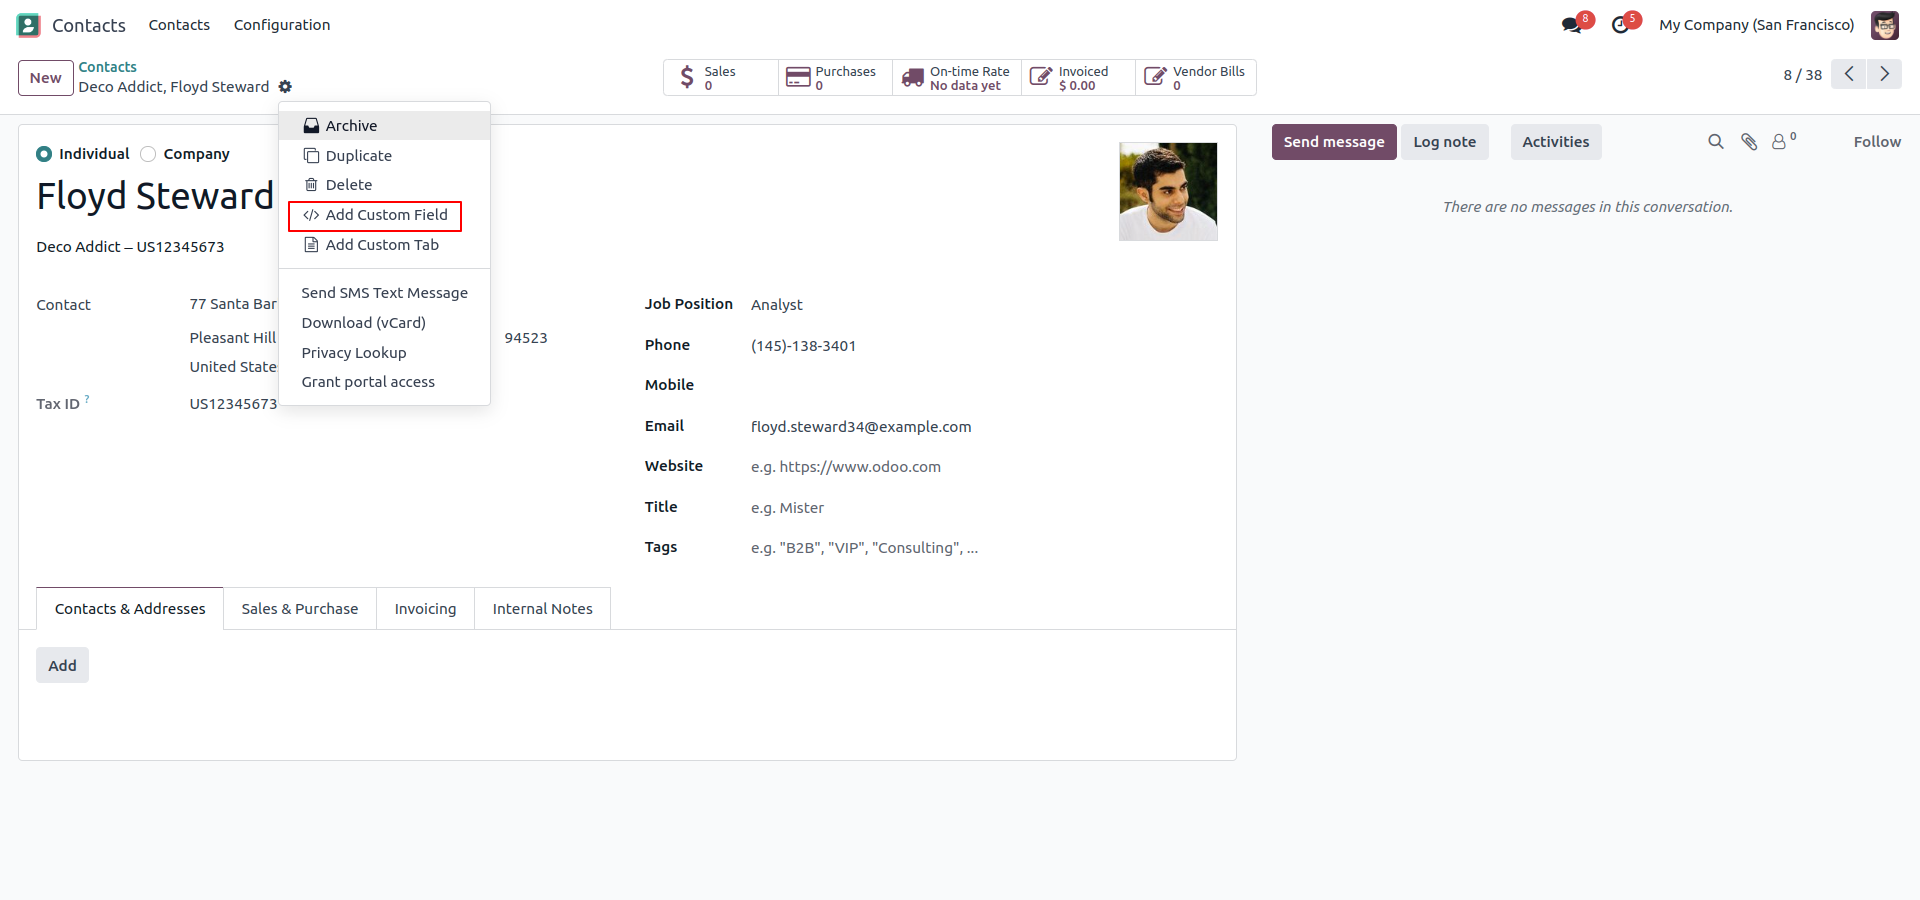 Contacts Contacts Configuration 8 5 My Company (San Francisco)
New
Contacts
Deco Addict, Floyd Steward
Sales
0
Purchases
0
On-time Rate
No data yet
Invoiced
$ 0.00
Vendor Bills
0
8 / 38
Archive
Duplicate
Delete
Add Custom Field
Add Custom Tab
Send SMS Text Message
Download (vCard)
Privacy Lookup
Grant portal access
Individual Company
Floyd Steward
Deco Addict – US12345673
Contact
77 Santa Bar
Pleasant Hill 94523
United State
Tax ID ? US12345673
Job Position Analyst
Phone (145)-138-3401
Mobile
Email floyd.steward34@example.com
Website e.g. https://www.odoo.com
Title e.g. Mister
Tags e.g. "B2B", "VIP", "Consulting", ...
Contacts & Addresses Sales & Purchase Invoicing Internal Notes
Add
Send message Log note Activities 0 Follow
There are no messages in this conversation.